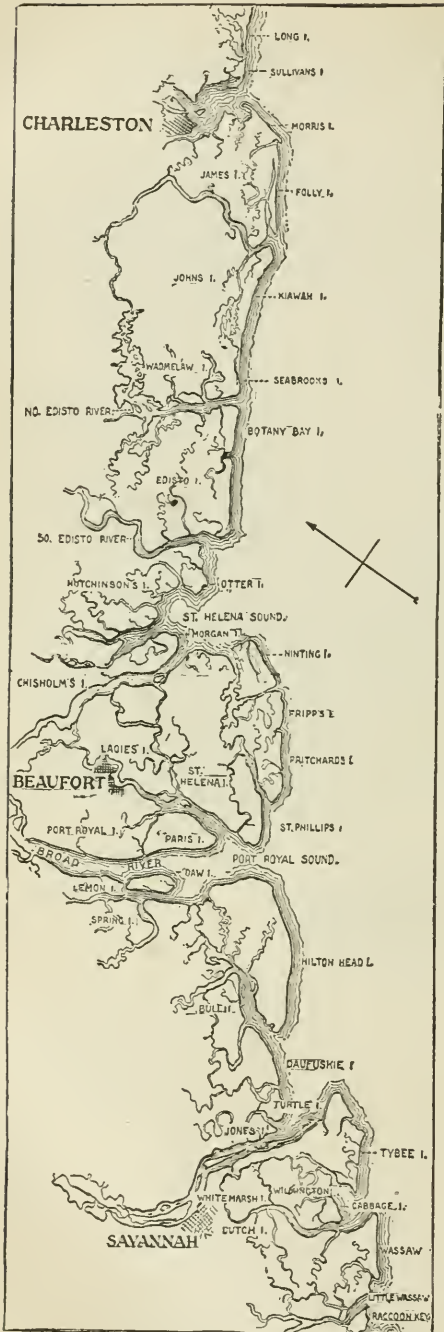 LONG I.
SULLIVANS I
CHARLESTON
MORRIS I.
JAMES I.
FOLLY I.
JOHNS I.
KIAWAH I.
WADMELAW I.
SEABROOKS I.
NO. EDISTO RIVER
BOTANY BAY I.
EDISTO I.
SO. EDISTO RIVER
HUTCHINSON'S I.
OTTER I.
ST. HELENA SOUND.
MORGAN I
HINTING I.
CHISHOLM'S I.
FRIPP'S I
LADIES' I.
PRITCHARDS I
ST. HELENA I.
BEAUFORT
PORT ROYAL I.
PARIS I.
ST. PHILLIPS I
BROAD RIVER
PORT ROYAL SOUND.
DAW I.
LEMON I.
SPRING I.
HILTON HEAD I.
BULL I.
DAUFUSKIE I
TURTLE I.
JONES I.
TYBEE I.
WHITEMARSH I.
WILMINGTON I.
CABBAGE I.
SAVANNAH
DUTCH I.
WASSAW
LITTLE WASSAW
RACCOON KEY